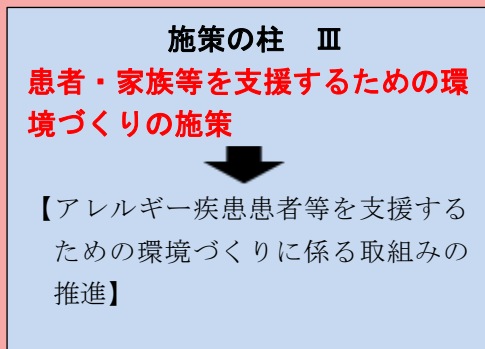 施策の柱　Ⅲ
患者・家族等を支援するための環
境づくりの施策
【アレルギー疾患患者等を支援する
ための環境づくりに係る取組みの
推進】